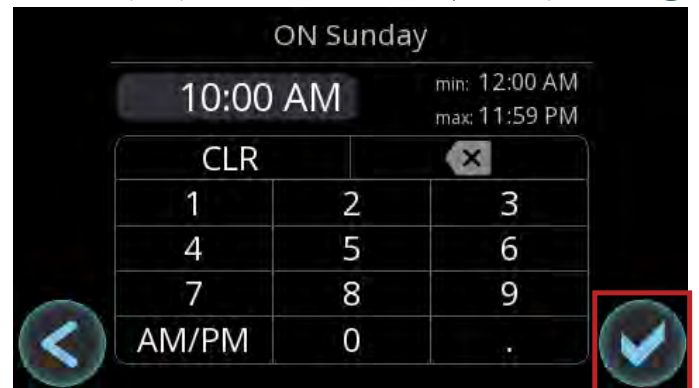 ON Sunday
10:00 AM
min: 12:00 AM
max: 11:59 PM
CLR
1 2 3
4 5 6
7 8 9
AM/PM 0 .